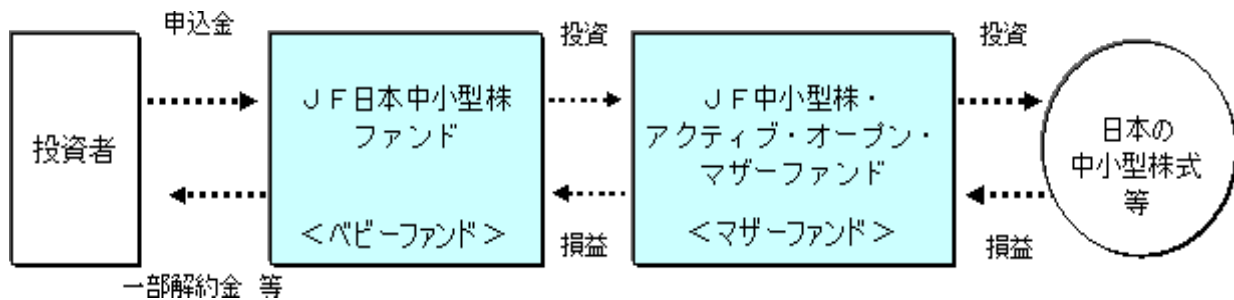 申込金
投資者
一部解約金 等
ＪＦ日本中小型株
ファンド
＜ベビーファンド＞
投資
損益
ＪＦ中小型株・
アクティブ・オープン・
マザーファンド
＜マザーファンド＞
投資
損益
日本の
中小型株式
等